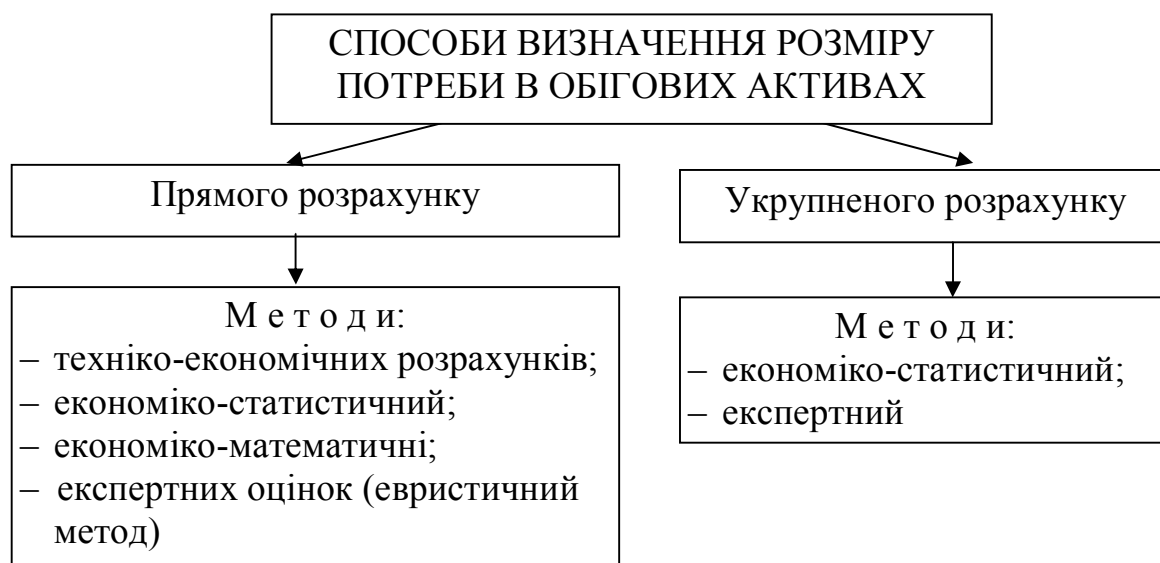 СПОСОБИ ВИЗНАЧЕННЯ РОЗМІРУ
ПОТРЕБИ В ОБІГОВИХ АКТИВАХ
Прямого розрахунку
Укрупненого розрахунку
М е т о д и:
– техніко-економічних розрахунків;
– економіко-статистичний;
– економіко-математичні;
– експертних оцінок (евристичний
метод)
М е т о д и:
– економіко-статистичний;
– експертний